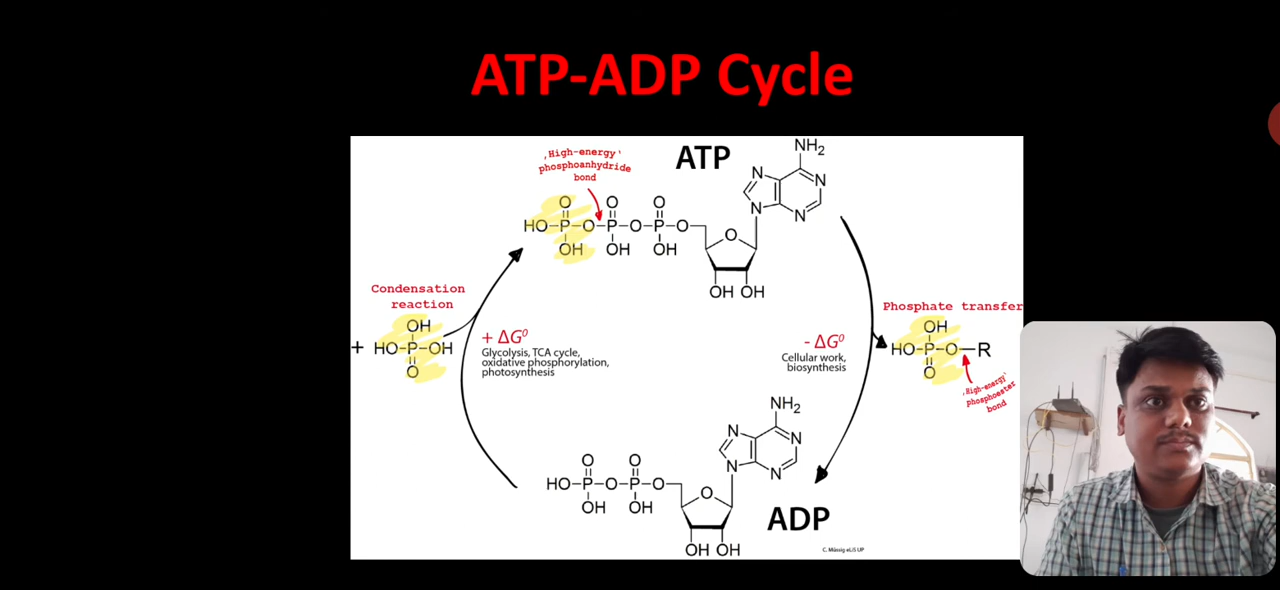 ATP-ADP Cycle
‚High-energy‘
phosphoanhydride
bond
ATP
NH₂
N
N
N
N
O
O
O
HO-P-O-P-O-P-O
OH
OH
OH
O
OH OH
Condensation
reaction
OH
+ HO-P-OH
O
+ ΔG⁰
Glycolysis, TCA cycle,
oxidative phosphorylation,
photosynthesis
- ΔG⁰
Cellular work,
biosynthesis
Phosphate transfer
OH
HO-P-O-R
O
‚High-energy‘
phosphoester
bond
NH₂
N
N
N
N
O
O
HO-P-O-P-O
OH
OH
O
OH OH
ADP
C. Müssig eLiS UP